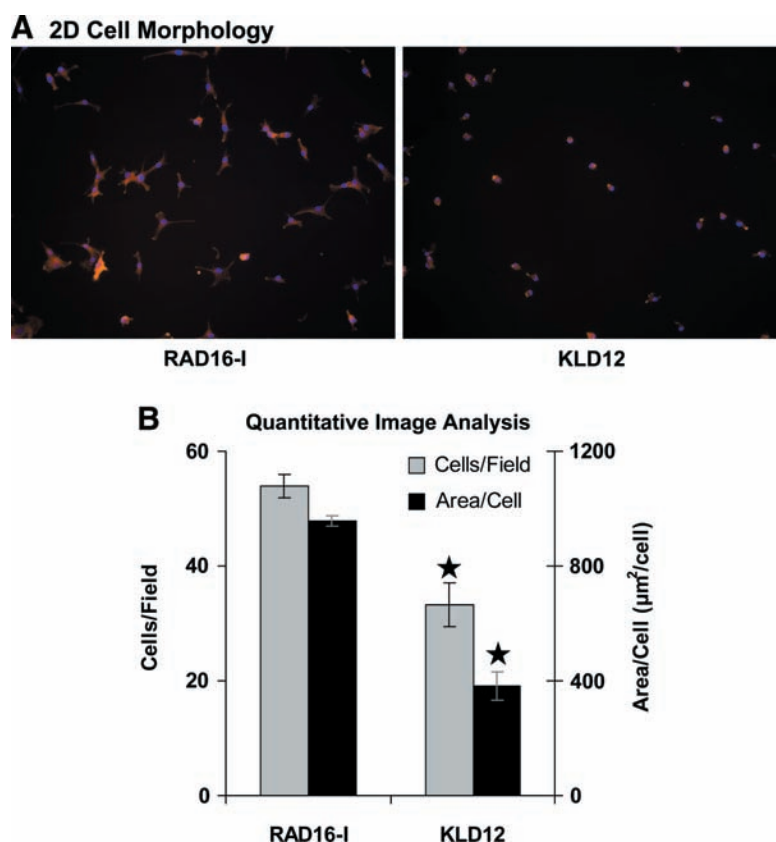 A 2D Cell Morphology
RAD16-I
KLD12
B Quantitative Image Analysis
60
40
20
0
Cells/Field
Cells/Field
Area/Cell
1200
800
400
0
Area/Cell (µm²/cell)
RAD16-I
KLD12